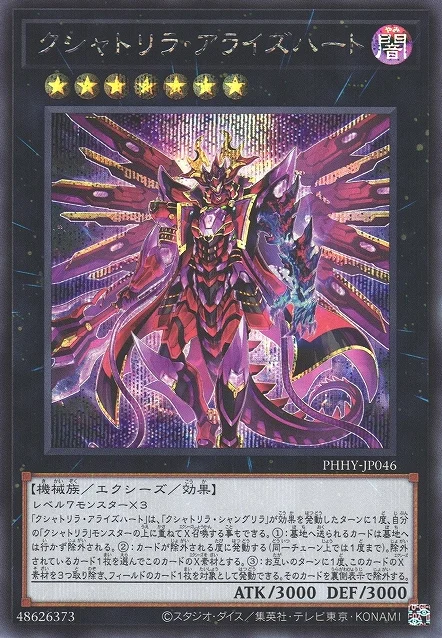 クシャトリラ・アライズハート
闇
PHHY-JP046
【機械族/エクシーズ/効果】
レベル7モンスター×3
「クシャトリラ・アライズハート」は、「クシャトリラ・シャングリラ」が効果を発動したターンに1度、自分
の「クシャトリラ」モンスターの上に重ねてX召喚する事もできる。①:墓地へ送られるカードは墓地へ
は行かず除外される。②:カードが除外される度に発動する(同一チェーン上では1度まで)。除外
されているカード1枚を選んでこのカードのX素材とする。③:お互いのターンに1度、このカードのX
素材を3つ取り除き、フィールドのカード1枚を対象として発動できる。そのカードを裏側表示で除外する。
ATK/3000 DEF/3000
48626373 ©スタジオ・ダイス/集英社・テレビ東京・KONAMI